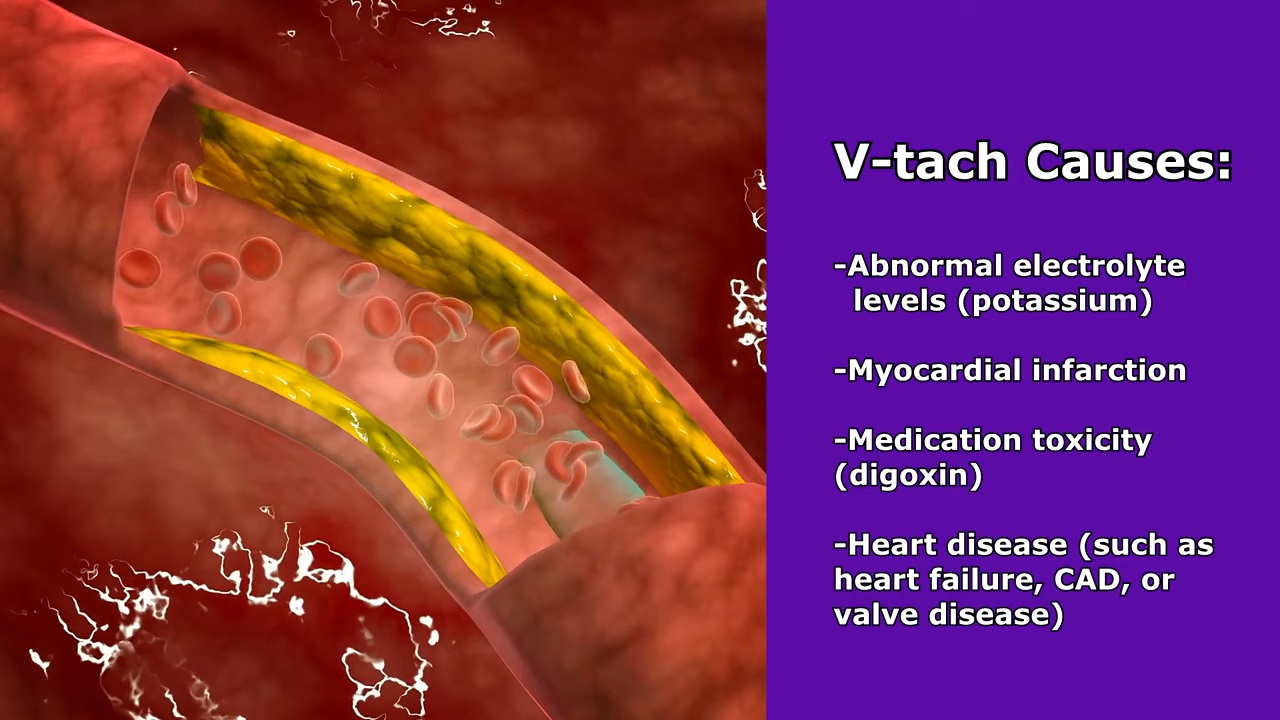 V-tach Causes:
-Abnormal electrolyte
levels (potassium)
-Myocardial infarction
-Medication toxicity
(digoxin)
-Heart disease (such as
heart failure, CAD, or
valve disease)